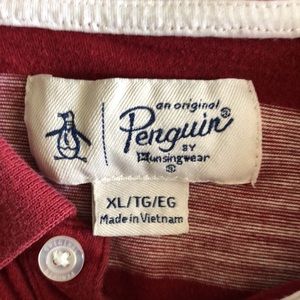 an original
Penguin®
BY
Munsingwear
®
XL/TG/EG
Made in Vietnam